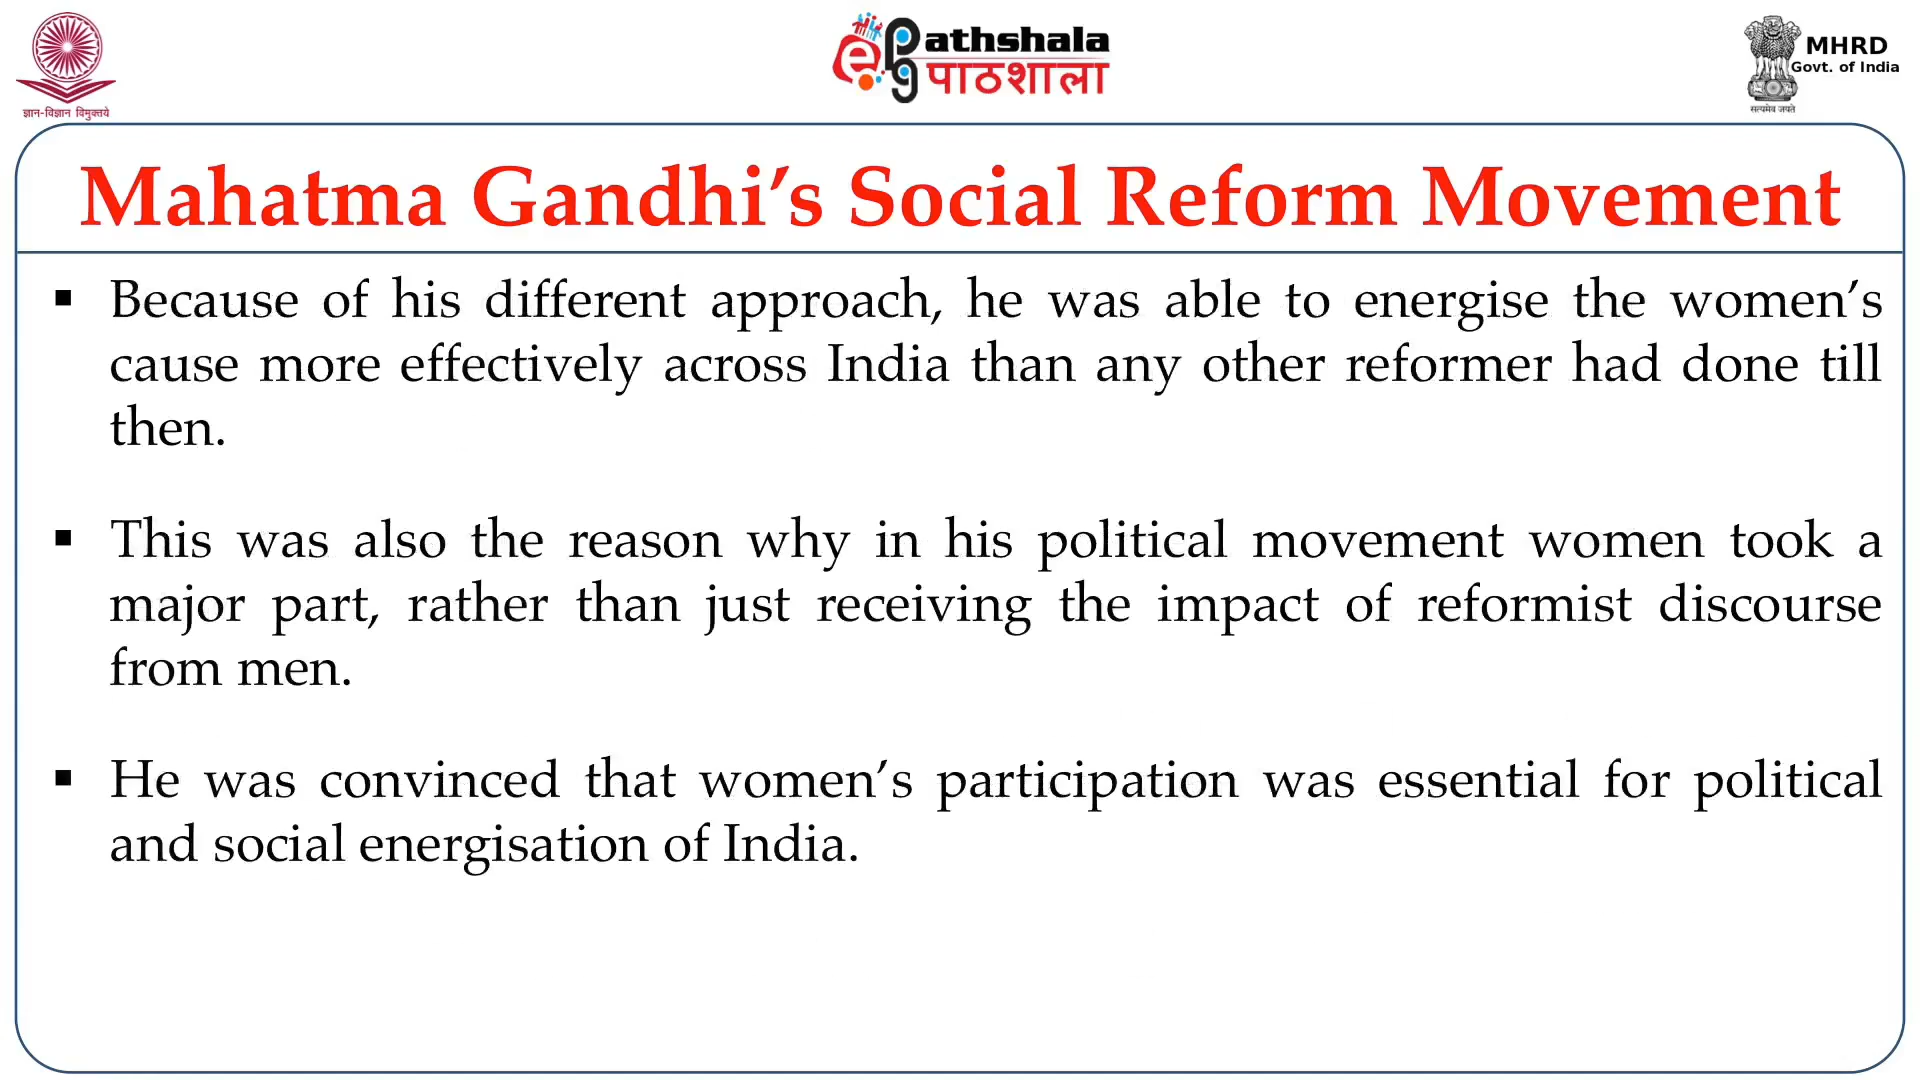 ज्ञान-विज्ञान विमुक्तये
ePathshala
पाठशाला
MHRD
Govt. of India
सत्यमेव जयते
Mahatma Gandhi’s Social Reform Movement
▪ Because of his different approach, he was able to energise the women’s
cause more effectively across India than any other reformer had done till
then.
▪ This was also the reason why in his political movement women took a
major part, rather than just receiving the impact of reformist discourse
from men.
▪ He was convinced that women’s participation was essential for political
and social energisation of India.